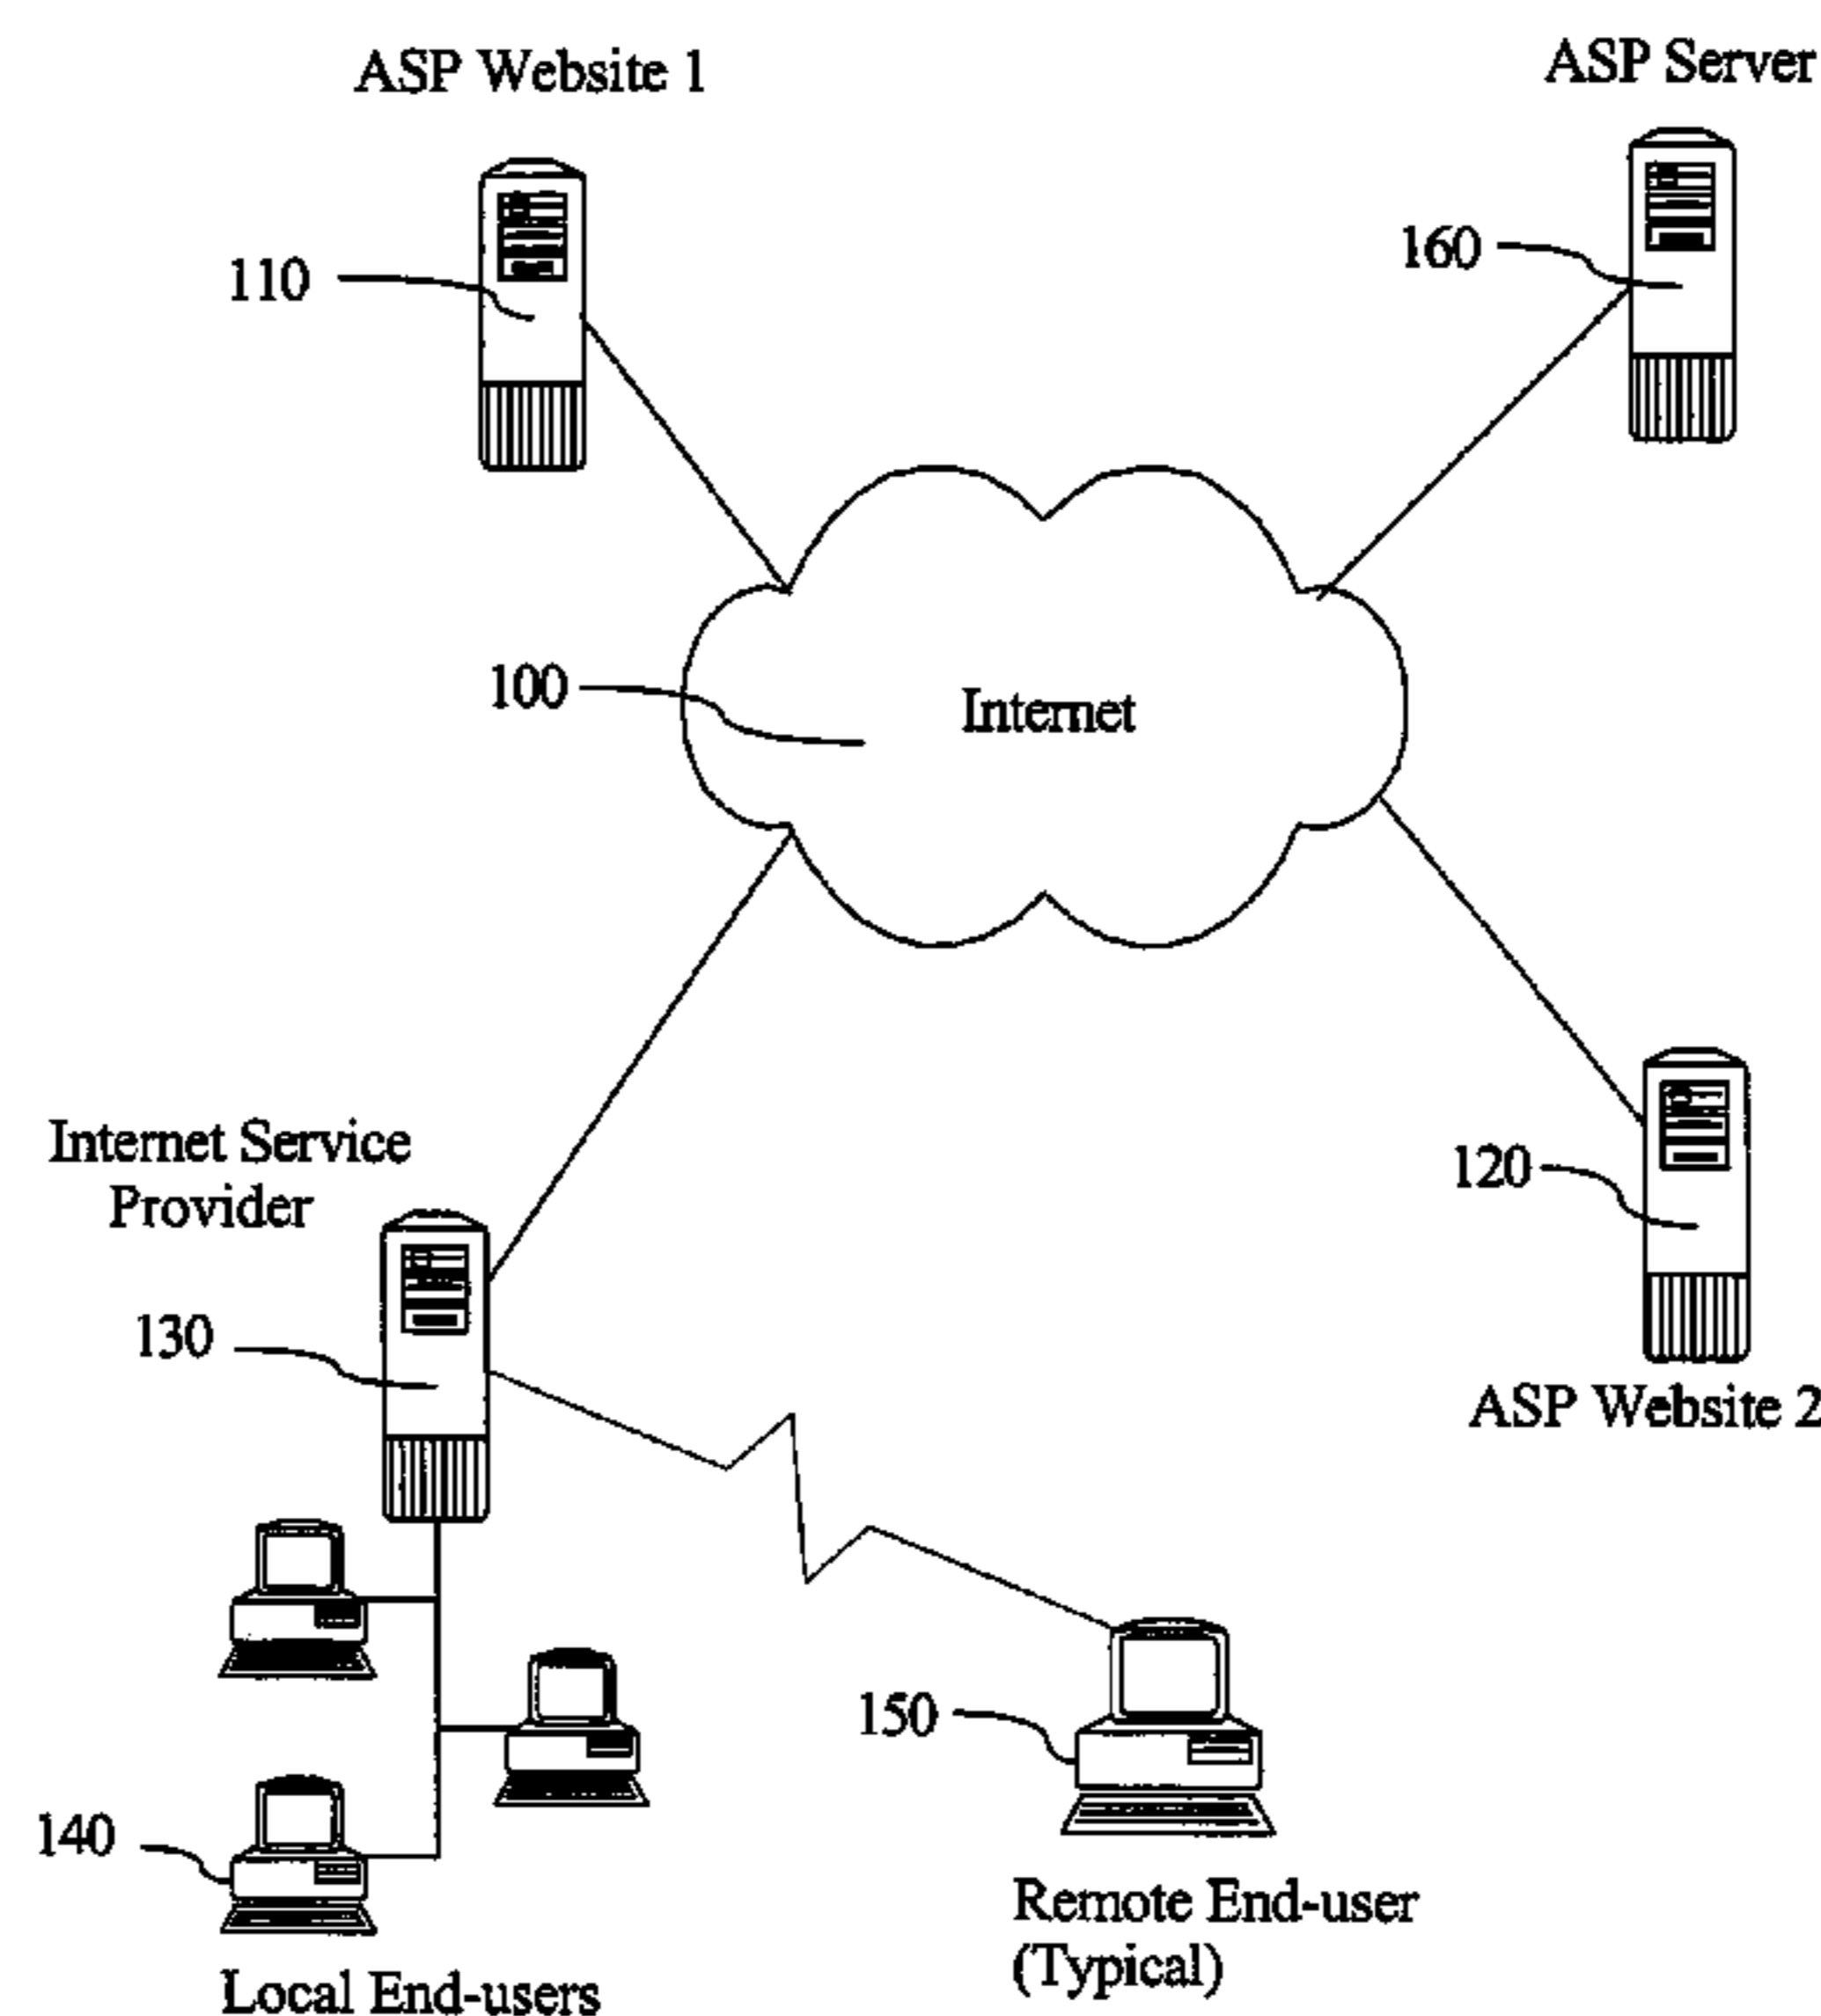 ASP Website 1
ASP Server
110
160
100
Internet
Internet Service
Provider
120
130
ASP Website 2
150
140
Remote End-user
(Typical)
Local End-users